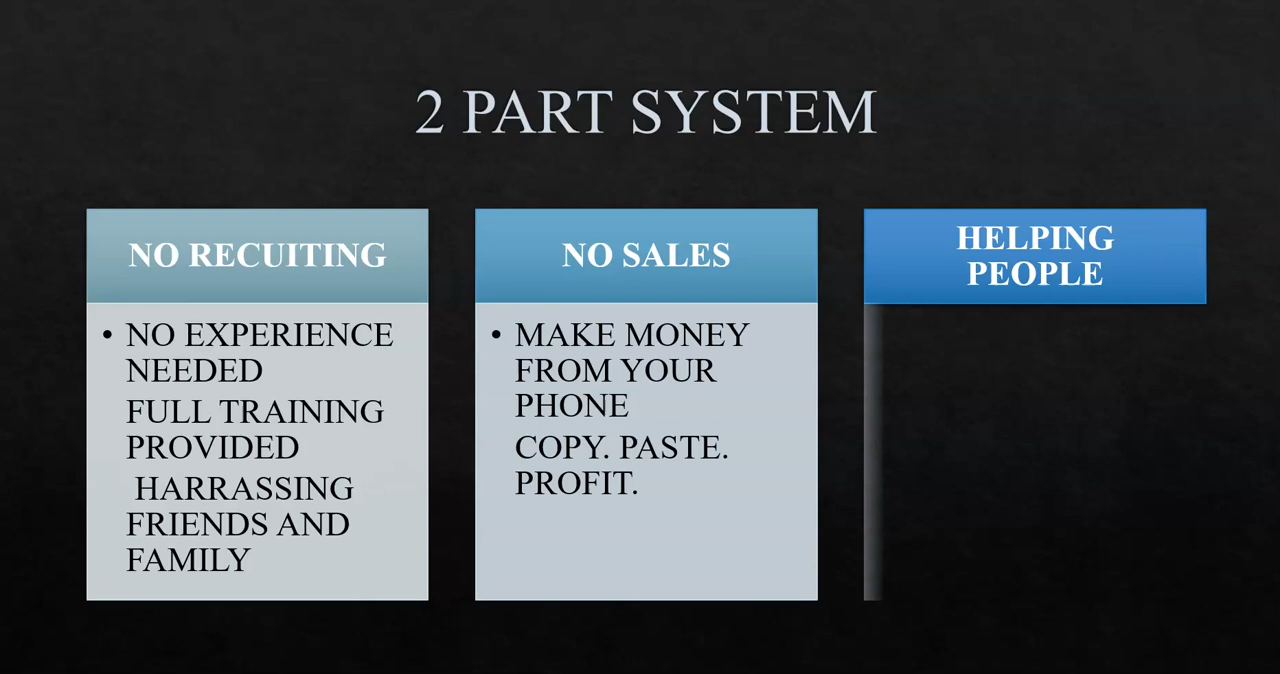 2 PART SYSTEM
NO RECUITING
• NO EXPERIENCE
NEEDED
FULL TRAINING
PROVIDED
HARRASSING
FRIENDS AND
FAMILY
NO SALES
• MAKE MONEY
FROM YOUR
PHONE
COPY. PASTE.
PROFIT.
HELPING
PEOPLE